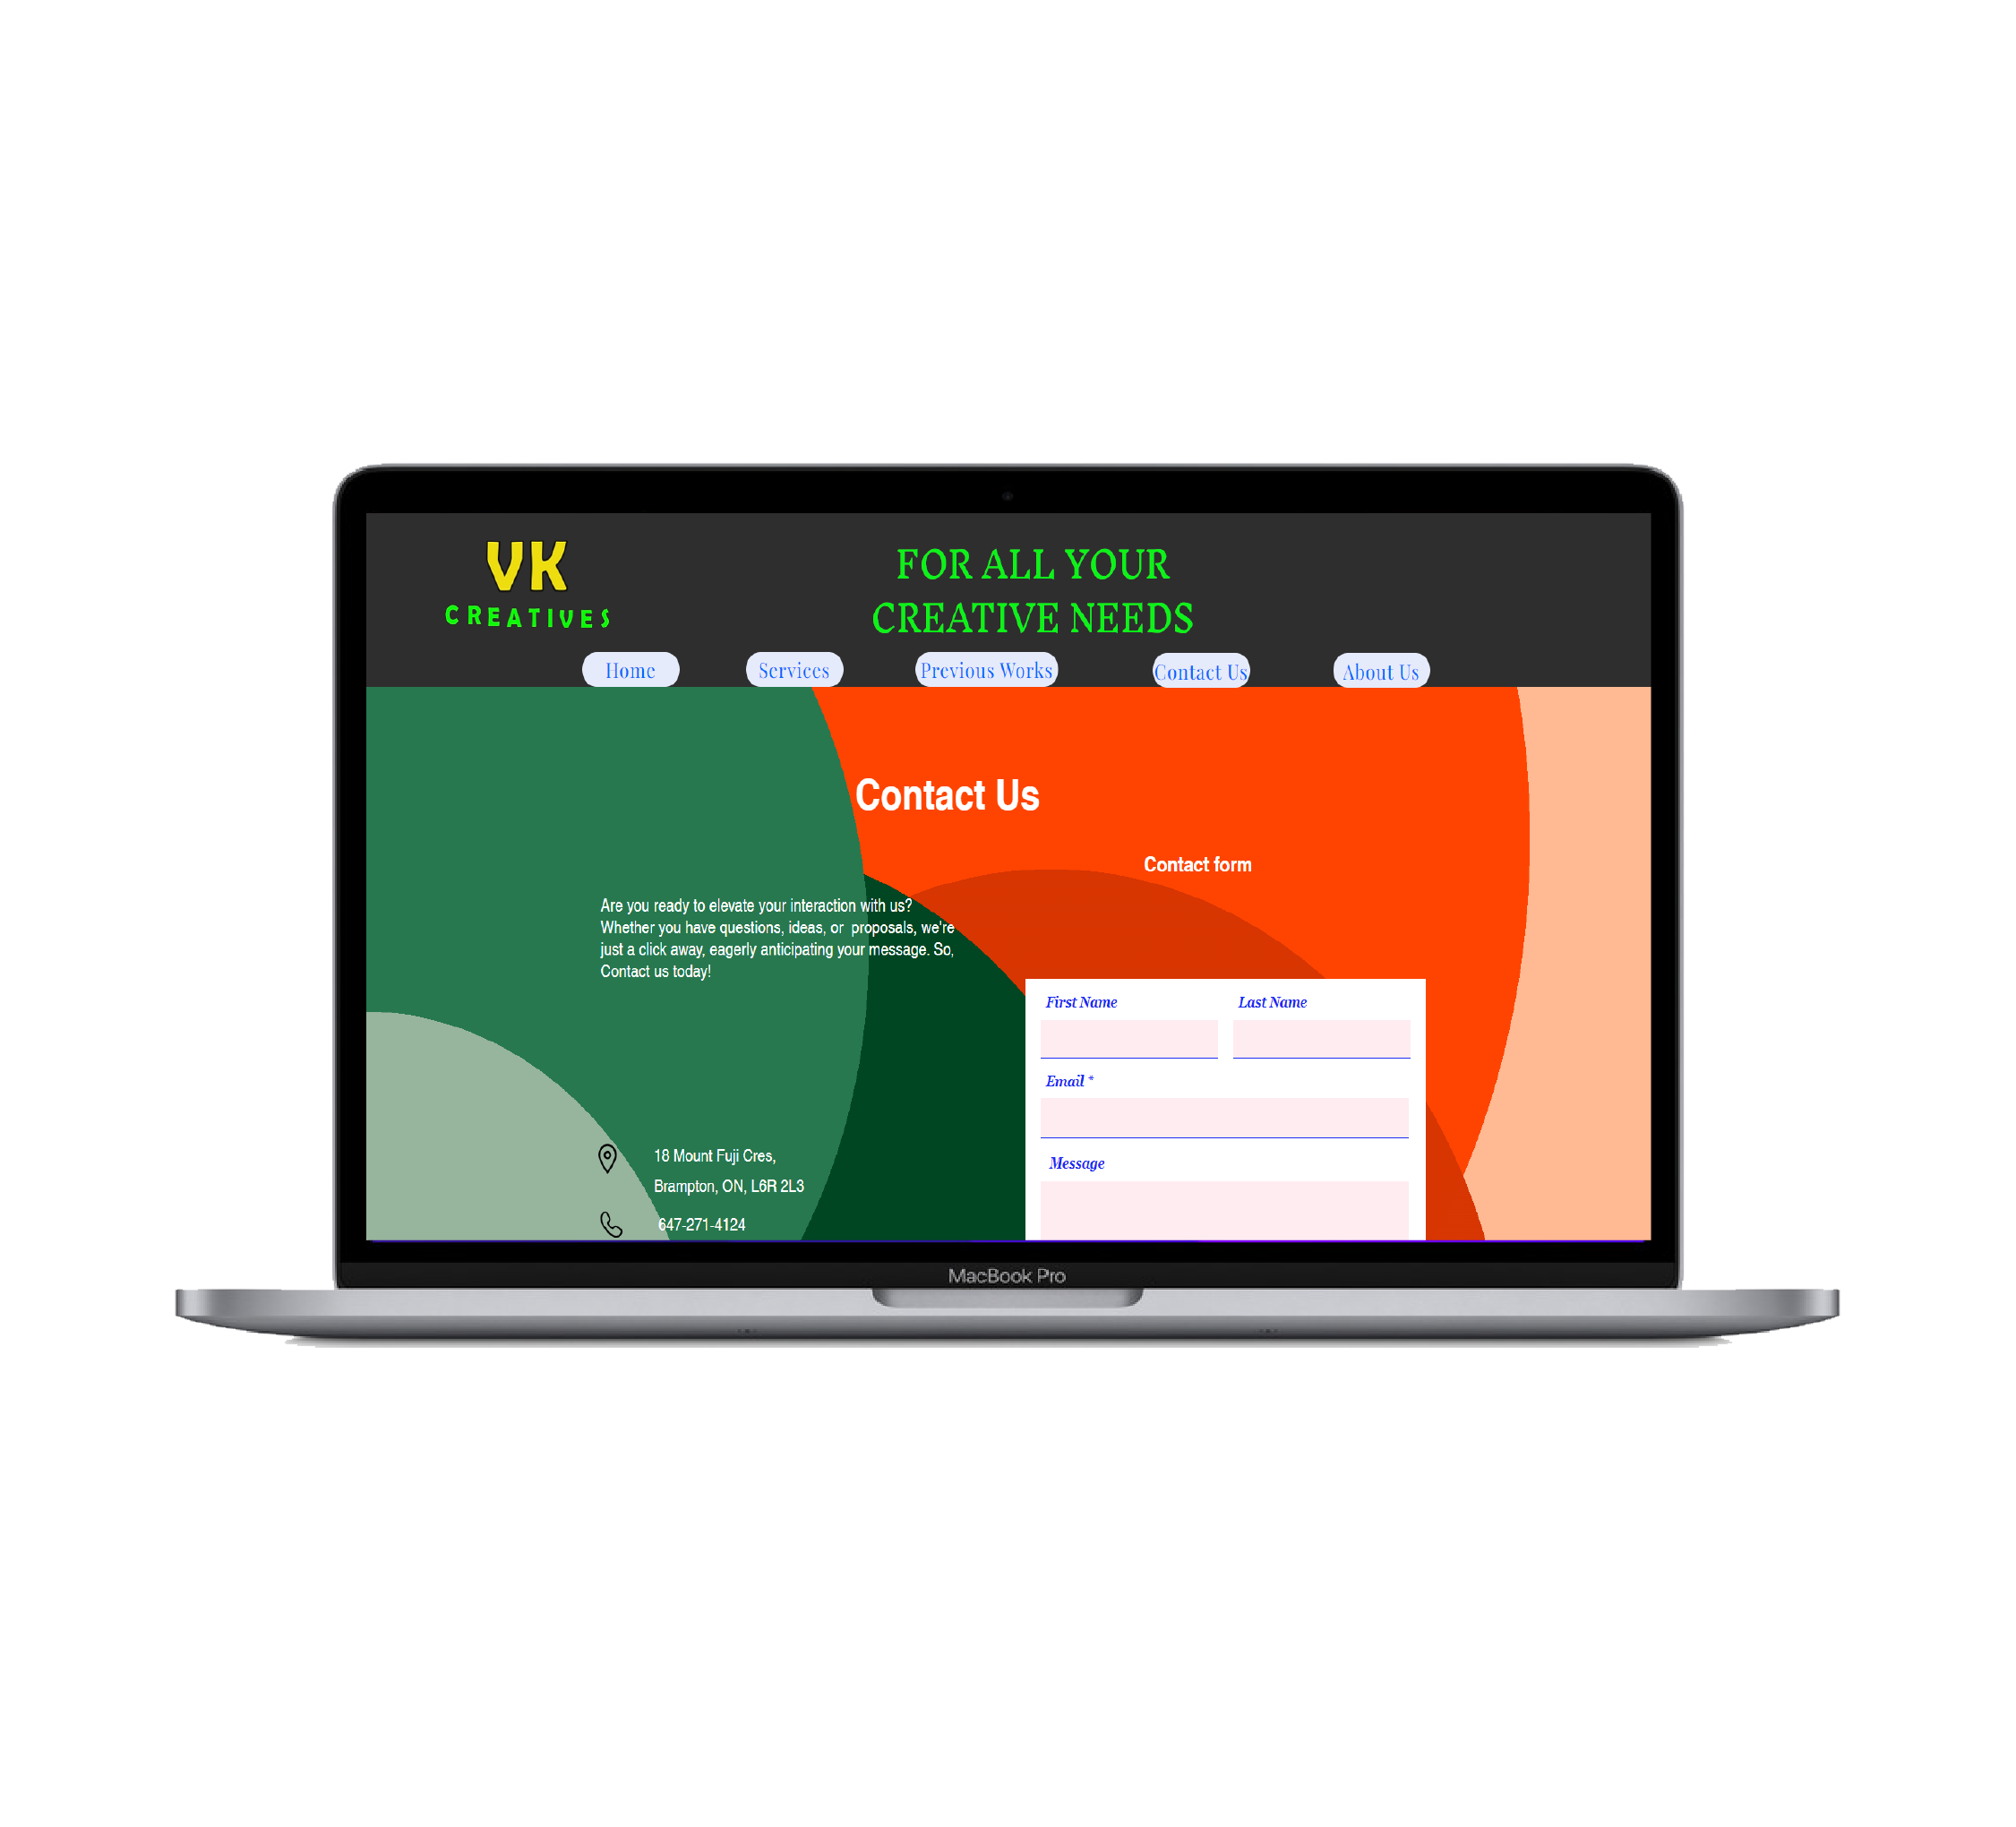 VK
CREATIVES
FOR ALL YOUR
CREATIVE NEEDS
Home
Services
Previous Works
Contact Us
About Us
Contact Us
Contact form
Are you ready to elevate your interaction with us?
Whether you have questions, ideas, or  proposals, we're
just a click away, eagerly anticipating your message. So,
Contact us today!
First Name
Last Name
Email *
Message
18 Mount Fuji Cres,
Brampton, ON, L6R 2L3
647-271-4124
MacBook Pro